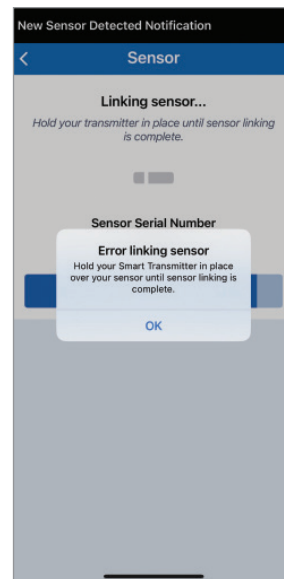 New Sensor Detected Notification
Sensor
Linking sensor...
Hold your transmitter in place until sensor linking
is complete.
Sensor Serial Number
Error linking sensor
Hold your Smart Transmitter in place
over your sensor until sensor linking is
complete.
OK